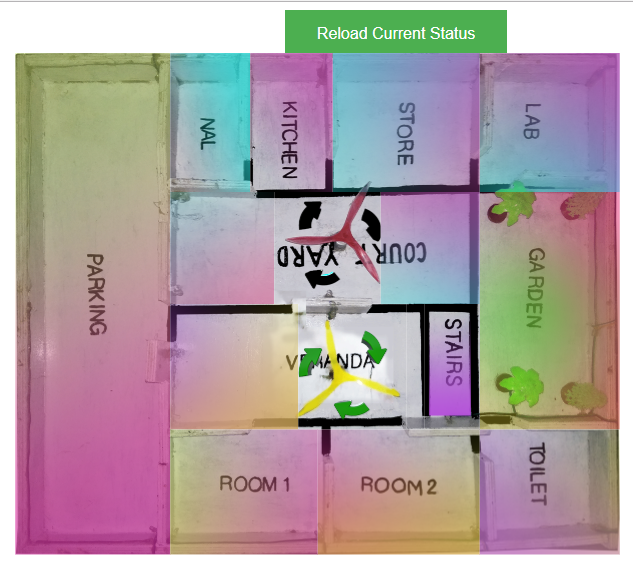 Reload Current Status
NAL
KITCHEN
STORE
LAB
COURT YARD
GARDEN
PARKING
VERANDA
STAIRS
ROOM 1
ROOM 2
TOILET